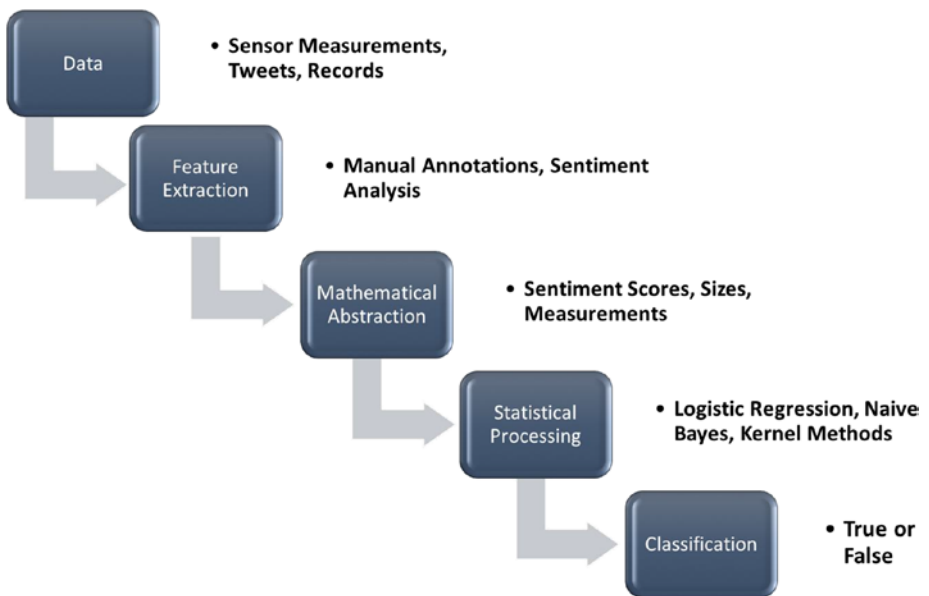 Data
• Sensor Measurements,
Tweets, Records
Feature
Extraction
• Manual Annotations, Sentiment
Analysis
Mathematical
Abstraction
• Sentiment Scores, Sizes,
Measurements
Statistical
Processing
• Logistic Regression, Naive
Bayes, Kernel Methods
Classification
• True or
False